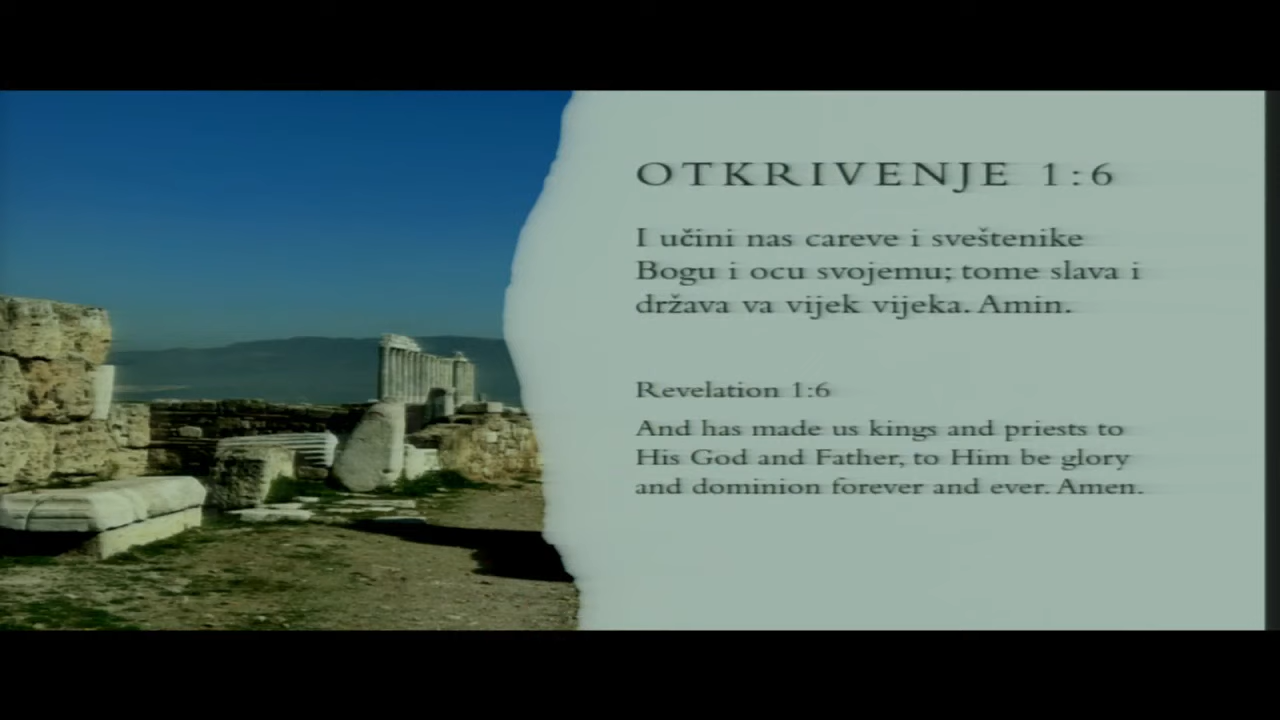 OTKRIVENJE 1:6
I učini nas careve i sveštenike
Bogu i ocu svojemu; tome slava i
država va vijek vijeka. Amin.
Revelation 1:6
And has made us kings and priests to
His God and Father, to Him be glory
and dominion forever and ever. Amen.